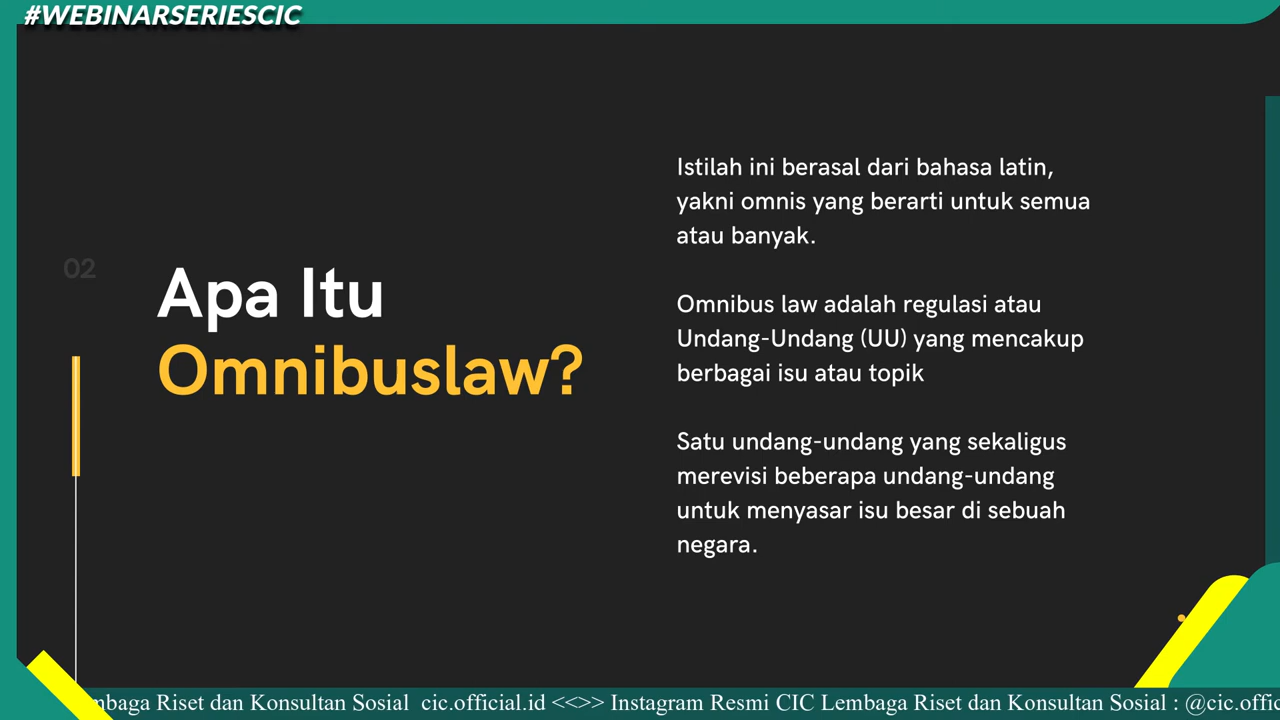 #WEBINARSERIESCIC
02
Apa Itu
Omnibuslaw?
Istilah ini berasal dari bahasa latin,
yakni omnis yang berarti untuk semua
atau banyak.
Omnibus law adalah regulasi atau
Undang-Undang (UU) yang mencakup
berbagai isu atau topik
Satu undang-undang yang sekaligus
merevisi beberapa undang-undang
untuk menyasar isu besar di sebuah
negara.
Riset dan Konsultan Sosial cic.official.id <<>> Instagram Resmi CIC Lembaga Riset dan Konsultan Sosial :